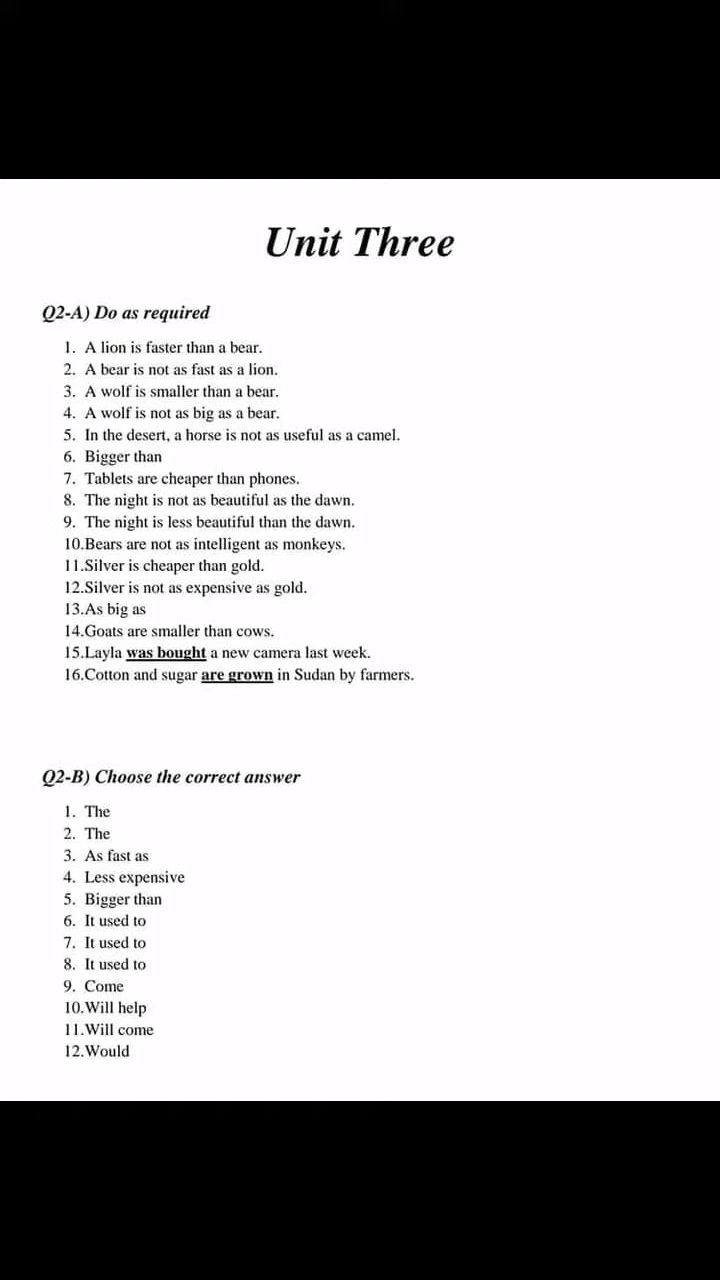 Unit Three
Q2-A) Do as required
1. A lion is faster than a bear.
2. A bear is not as fast as a lion.
3. A wolf is smaller than a bear.
4. A wolf is not as big as a bear.
5. In the desert, a horse is not as useful as a camel.
6. Bigger than
7. Tablets are cheaper than phones.
8. The night is not as beautiful as the dawn.
9. The night is less beautiful than the dawn.
10.Bears are not as intelligent as monkeys.
11.Silver is cheaper than gold.
12.Silver is not as expensive as gold.
13.As big as
14.Goats are smaller than cows.
15.Layla was bought a new camera last week.
16.Cotton and sugar are grown in Sudan by farmers.
Q2-B) Choose the correct answer
1. The
2. The
3. As fast as
4. Less expensive
5. Bigger than
6. It used to
7. It used to
8. It used to
9. Come
10.Will help
11.Will come
12.Would